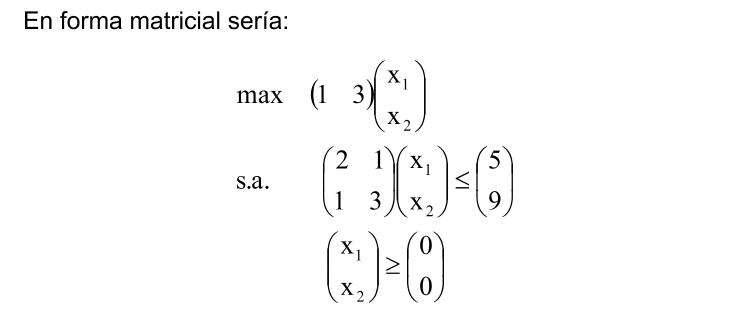 En forma matricial sería:
max (1 3) (x₁
x₂)
s.a. (2 1
1 3) (x₁
x₂) ≤ (5
9)
(x₁
x₂) ≥ (0
0)